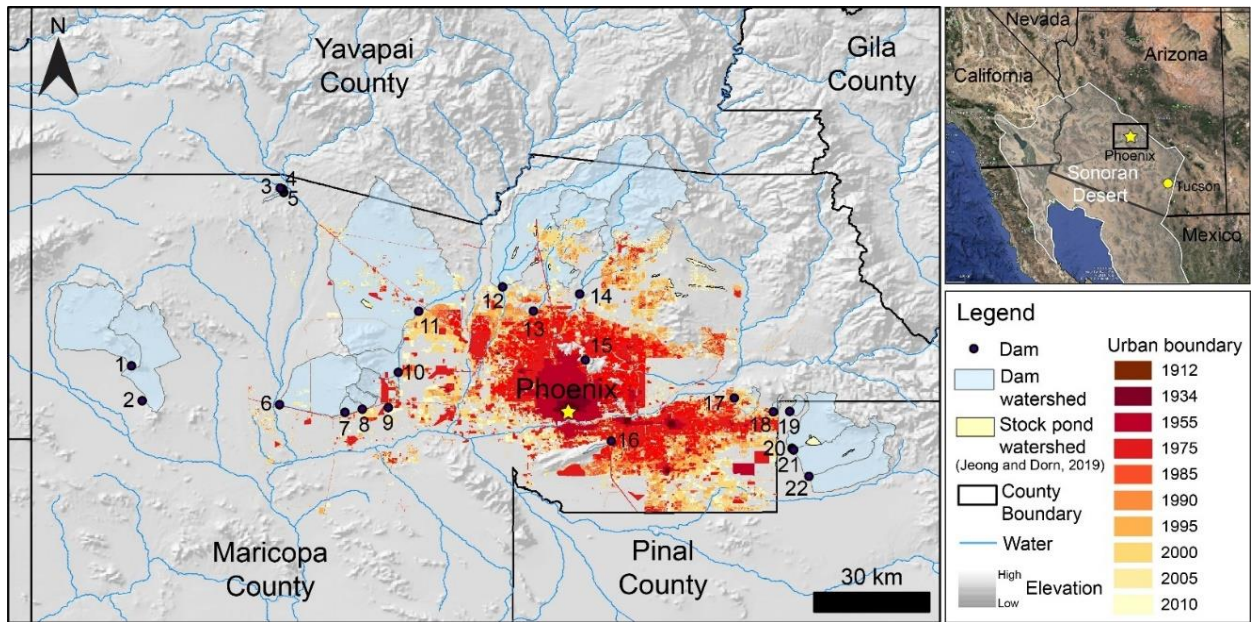 N
Yavapai
County
Gila
County
3
4
5
12
14
11
13
1
15
10
Phoenix
2
6
7
8
9
17
18
19
16
20
21
22
Maricopa
County
Pinal
County
30 km
Nevada
Arizona
California
Phoenix
Sonoran
Desert
Tucson
Mexico
Legend
Dam
Dam
watershed
Stock pond
watershed
(Jeong and Dorn, 2019)
County
Boundary
Water
High
Low
Elevation
Urban boundary
1912
1934
1955
1975
1985
1990
1995
2000
2005
2010